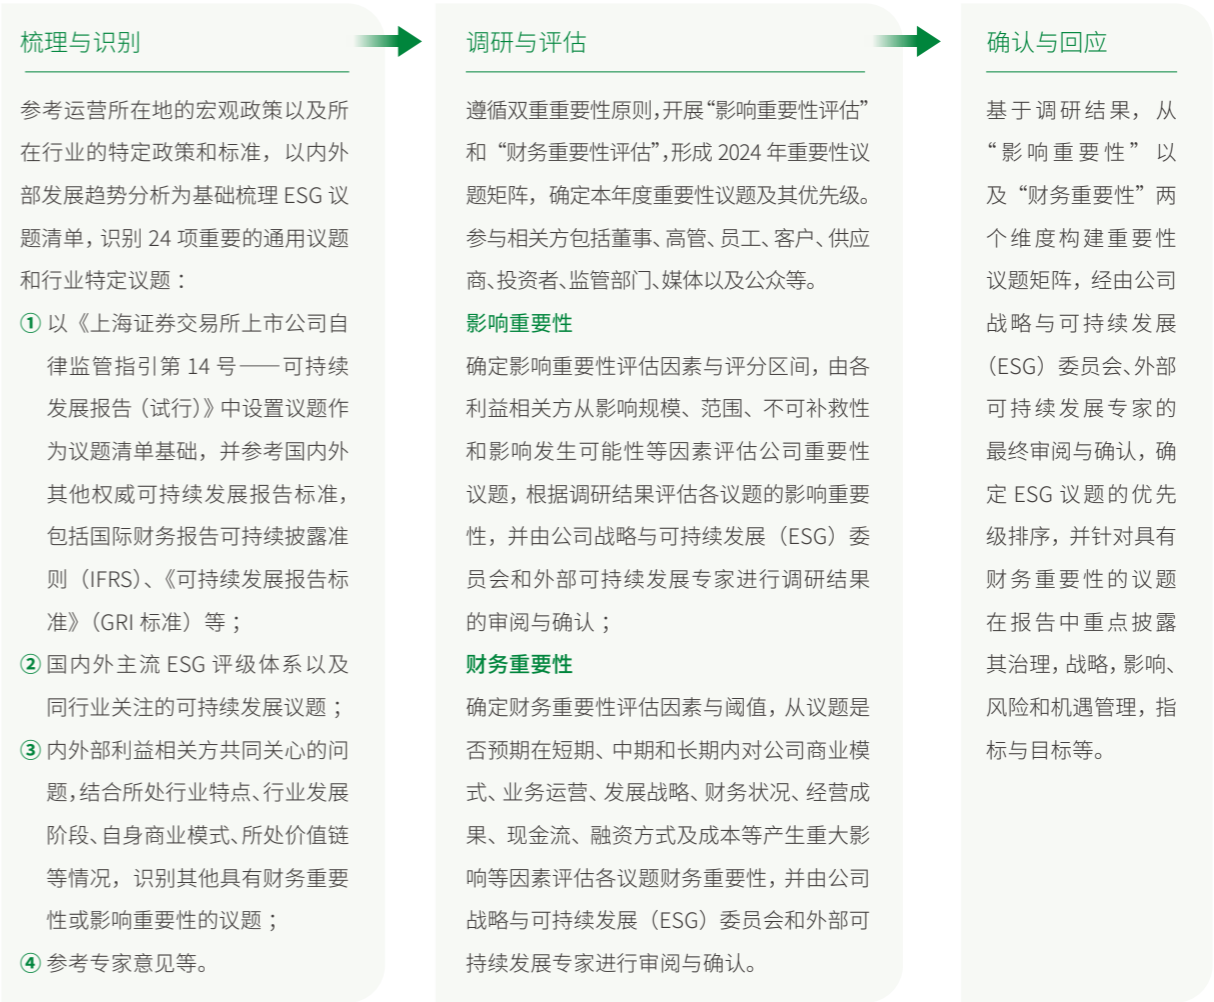 梳理与识别
参考运营所在地的宏观政策以及所
在行业的特定政策和标准，以内外
部发展趋势分析为基础梳理 ESG 议
题清单，识别 24 项重要的通用议题
和行业特定议题：
① 以《上海证券交易所上市公司自
律监管指引第 14 号——可持续
发展报告（试行）》中设置议题作
为议题清单基础，并参考国内外
其他权威可持续发展报告标准，
包括国际财务报告可持续披露准
则（IFRS）、《可持续发展报告标
准》（GRI 标准）等；
② 国内外主流 ESG 评级体系以及
同行业关注的可持续发展议题；
③ 内外部利益相关方共同关心的问
题，结合所处行业特点、行业发展
阶段、自身商业模式、所处价值链
等情况，识别其他具有财务重要
性或影响重要性的议题；
④ 参考专家意见等。
调研与评估
遵循双重重要性原则，开展“影响重要性评估”
和“财务重要性评估”，形成 2024 年重要性议
题矩阵，确定本年度重要性议题及其优先级。
参与相关方包括董事、高管、员工、客户、供应
商、投资者、监管部门、媒体以及公众等。
影响重要性
确定影响重要性评估因素与评分区间，由各
利益相关方从影响规模、范围、不可补救性
和影响发生可能性等因素评估公司重要性
议题，根据调研结果评估各议题的影响重要
性，并由公司战略与可持续发展（ESG）委
员会和外部可持续发展专家进行调研结果
的审阅与确认；
财务重要性
确定财务重要性评估因素与阈值，从议题是
否预期在短期、中期和长期内对公司商业模
式、业务运营、发展战略、财务状况、经营成
果、现金流、融资方式及成本等产生重大影
响等因素评估各议题财务重要性，并由公司
战略与可持续发展（ESG）委员会和外部可
持续发展专家进行审阅与确认。
确认与回应
基于调研结果，从
“影响重要性”以
及“财务重要性”两
个维度构建重要性
议题矩阵，经由公司
战略与可持续发展
（ESG）委员会、外部
可持续发展专家的
最终审阅与确认，确
定 ESG 议题的优先
级排序，并针对具有
财务重要性的议题
在报告中重点披露
其治理，战略，影响、
风险和机遇管理，指
标与目标等。